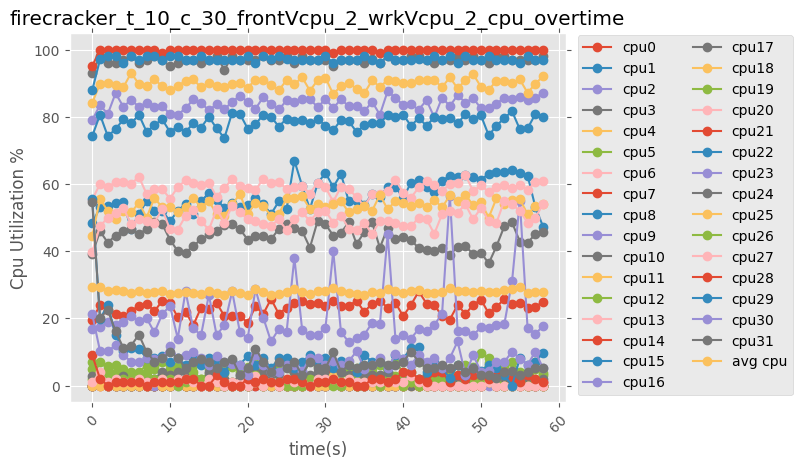 firecracker_t_10_c_30_frontVcpu_2_wrkVcpu_2_cpu_overtime
Cpu Utilization %
100
80
60
40
20
0
0
10
20
30
40
50
60
time(s)
cpu0
cpu1
cpu2
cpu3
cpu4
cpu5
cpu6
cpu7
cpu8
cpu9
cpu10
cpu11
cpu12
cpu13
cpu14
cpu15
cpu16
cpu17
cpu18
cpu19
cpu20
cpu21
cpu22
cpu23
cpu24
cpu25
cpu26
cpu27
cpu28
cpu29
cpu30
cpu31
avg cpu